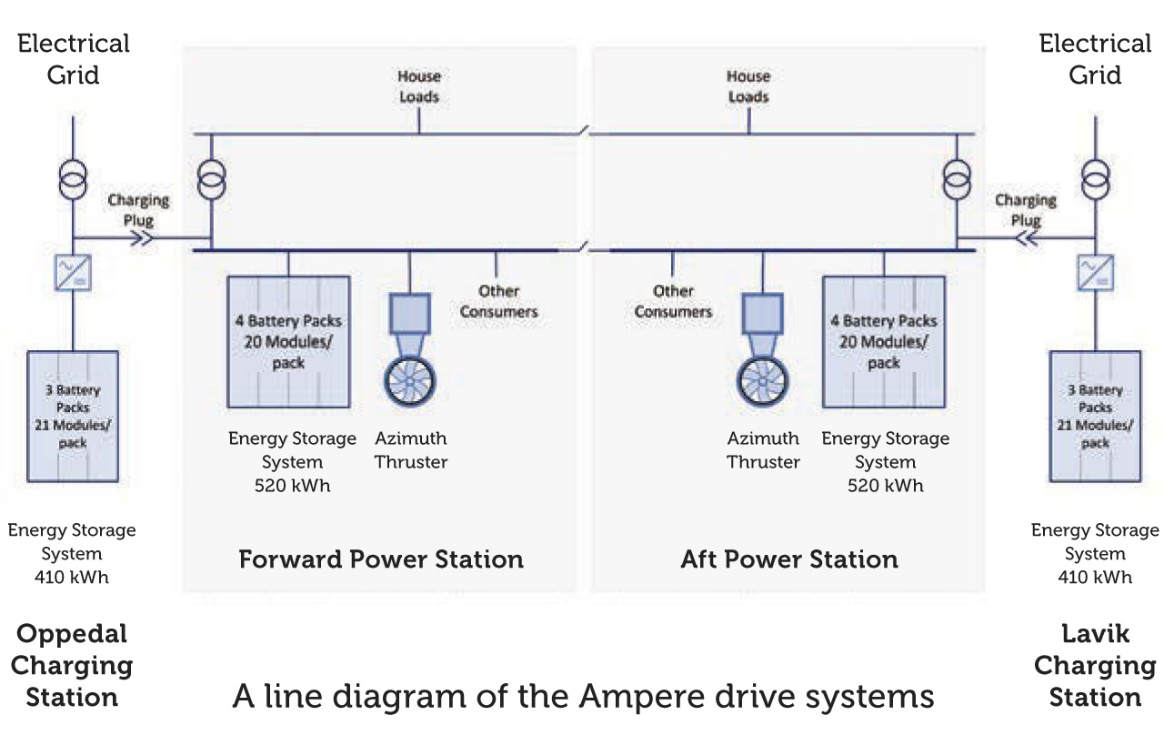 Electrical
Grid
House
Loads
House
Loads
Electrical
Grid
Charging
Plug
Charging
Plug
Other
Consumers
Other
Consumers
4 Battery Packs
20 Modules/
pack
4 Battery Packs
20 Modules/
pack
3 Battery
Packs
21 Modules/
pack
3 Battery
Packs
21 Modules/
pack
Energy Storage
System
520 kWh
Azimuth
Thruster
Azimuth
Thruster
Energy Storage
System
520 kWh
Energy Storage
System
410 kWh
Forward Power Station
Aft Power Station
Energy Storage
System
410 kWh
Oppedal
Charging
Station
Lavik
Charging
Station
A line diagram of the Ampere drive systems